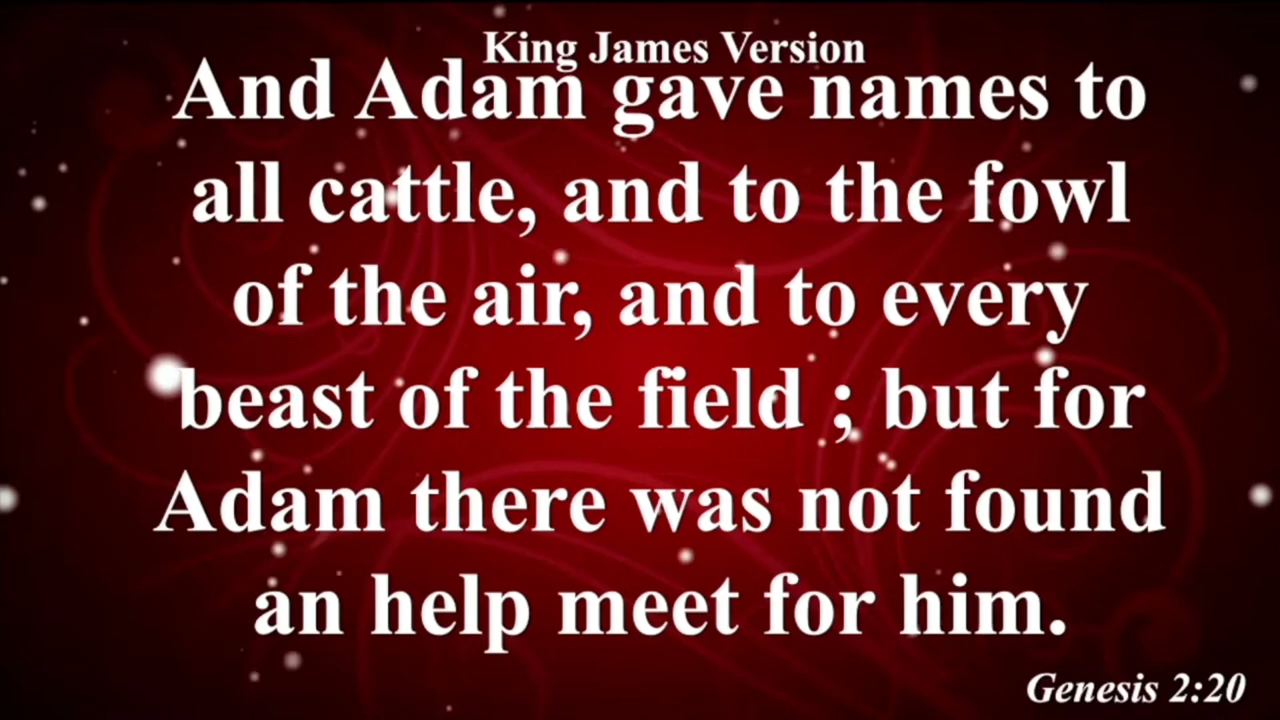 King James Version
And Adam gave names to
all cattle, and to the fowl
of the air, and to every
beast of the field ; but for
Adam there was not found
an help meet for him.
Genesis 2:20